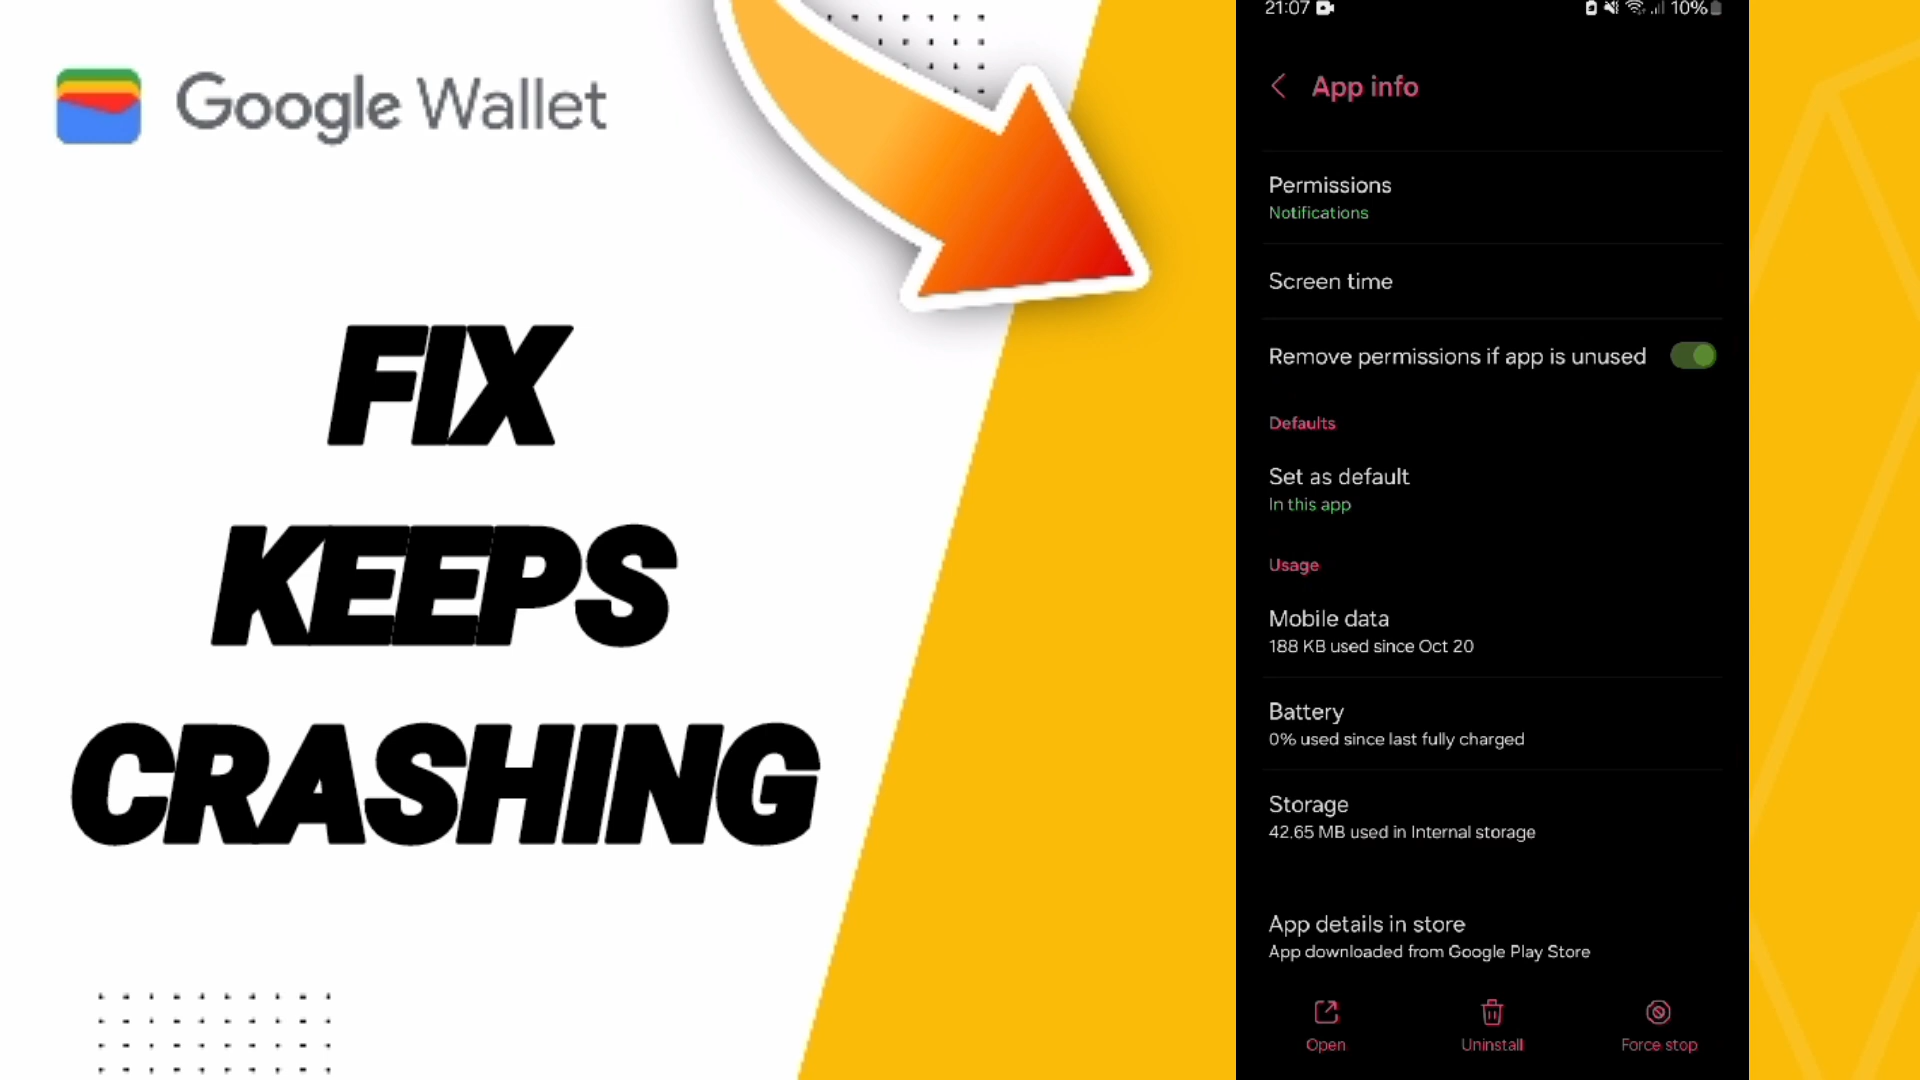 Google Wallet
FIX
KEEPS
CRASHING
21:07
10%
App info
Permissions
Notifications
Screen time
Remove permissions if app is unused
Defaults
Set as default
In this app
Usage
Mobile data
188 KB used since Oct 20
Battery
0% used since last fully charged
Storage
42.65 MB used in Internal storage
App details in store
App downloaded from Google Play Store
Open
Uninstall
Force stop